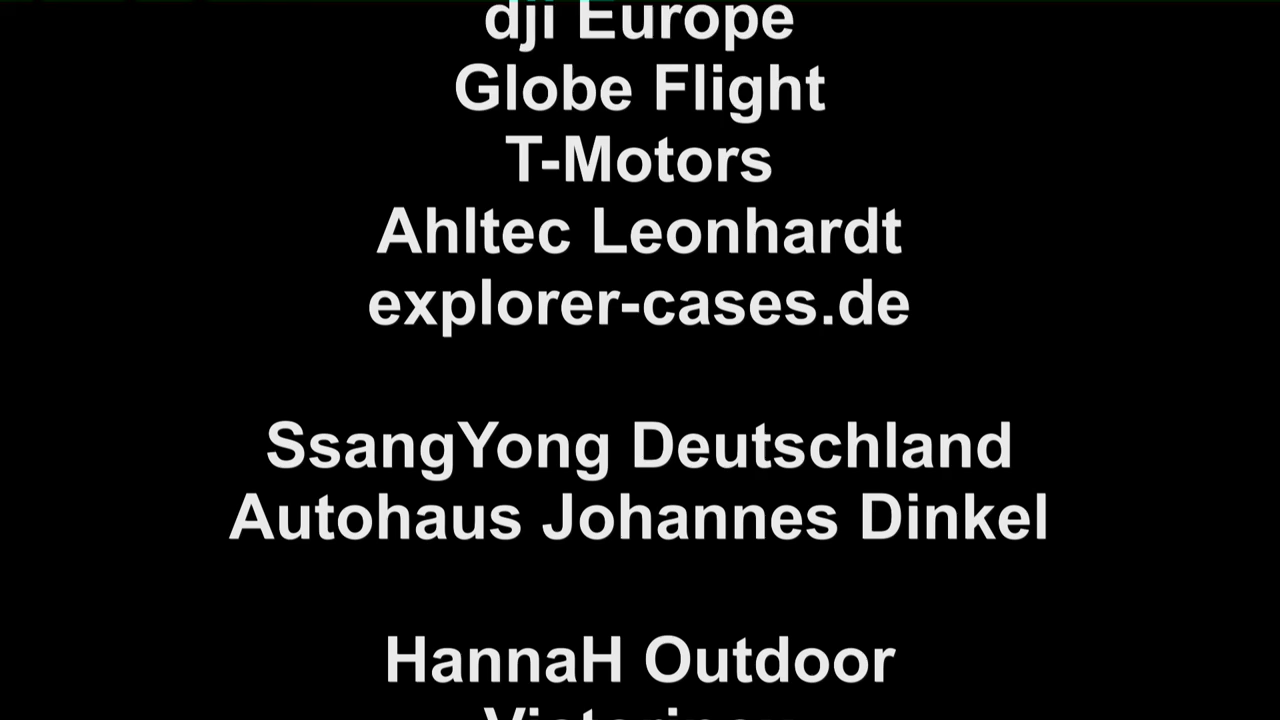 dji Europe
Globe Flight
T-Motors
Ahltec Leonhardt
explorer-cases.de
SsangYong Deutschland
Autohaus Johannes Dinkel
HannaH Outdoor